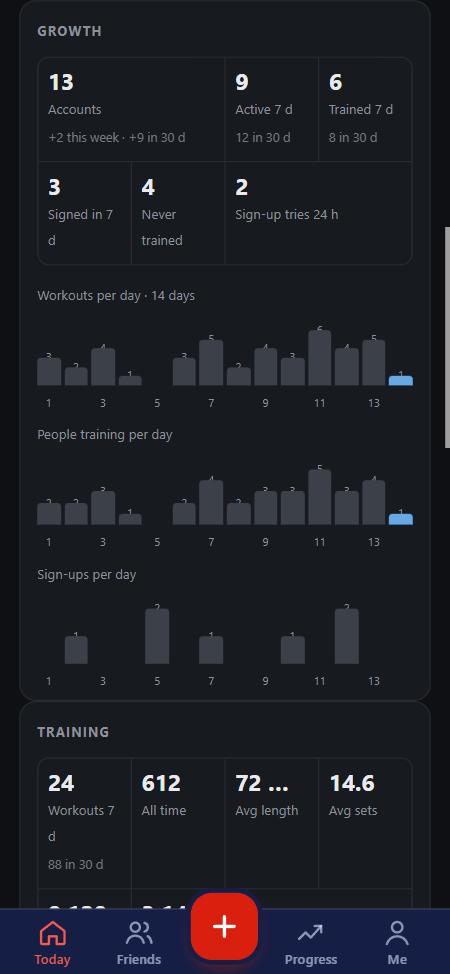 GROWTH
13
Accounts
+2 this week · +9 in 30 d
9
Active 7 d
12 in 30 d
6
Trained 7 d
8 in 30 d
3
Signed in 7
d
4
Never
trained
2
Sign-up tries 24 h
Workouts per day · 14 days
3 2 4 1 3 5 2 4 3 6 4 5 1
1 3 5 7 9 11 13
People training per day
2 2 3 1 2 4 2 3 3 5 3 4 1
1 3 5 7 9 11 13
Sign-ups per day
1 2 1 1 2
1 3 5 7 9 11 13
TRAINING
24
Workouts 7
d
88 in 30 d
612
All time
72 ...
Avg length
14.6
Avg sets
Today
Friends
+
Progress
Me